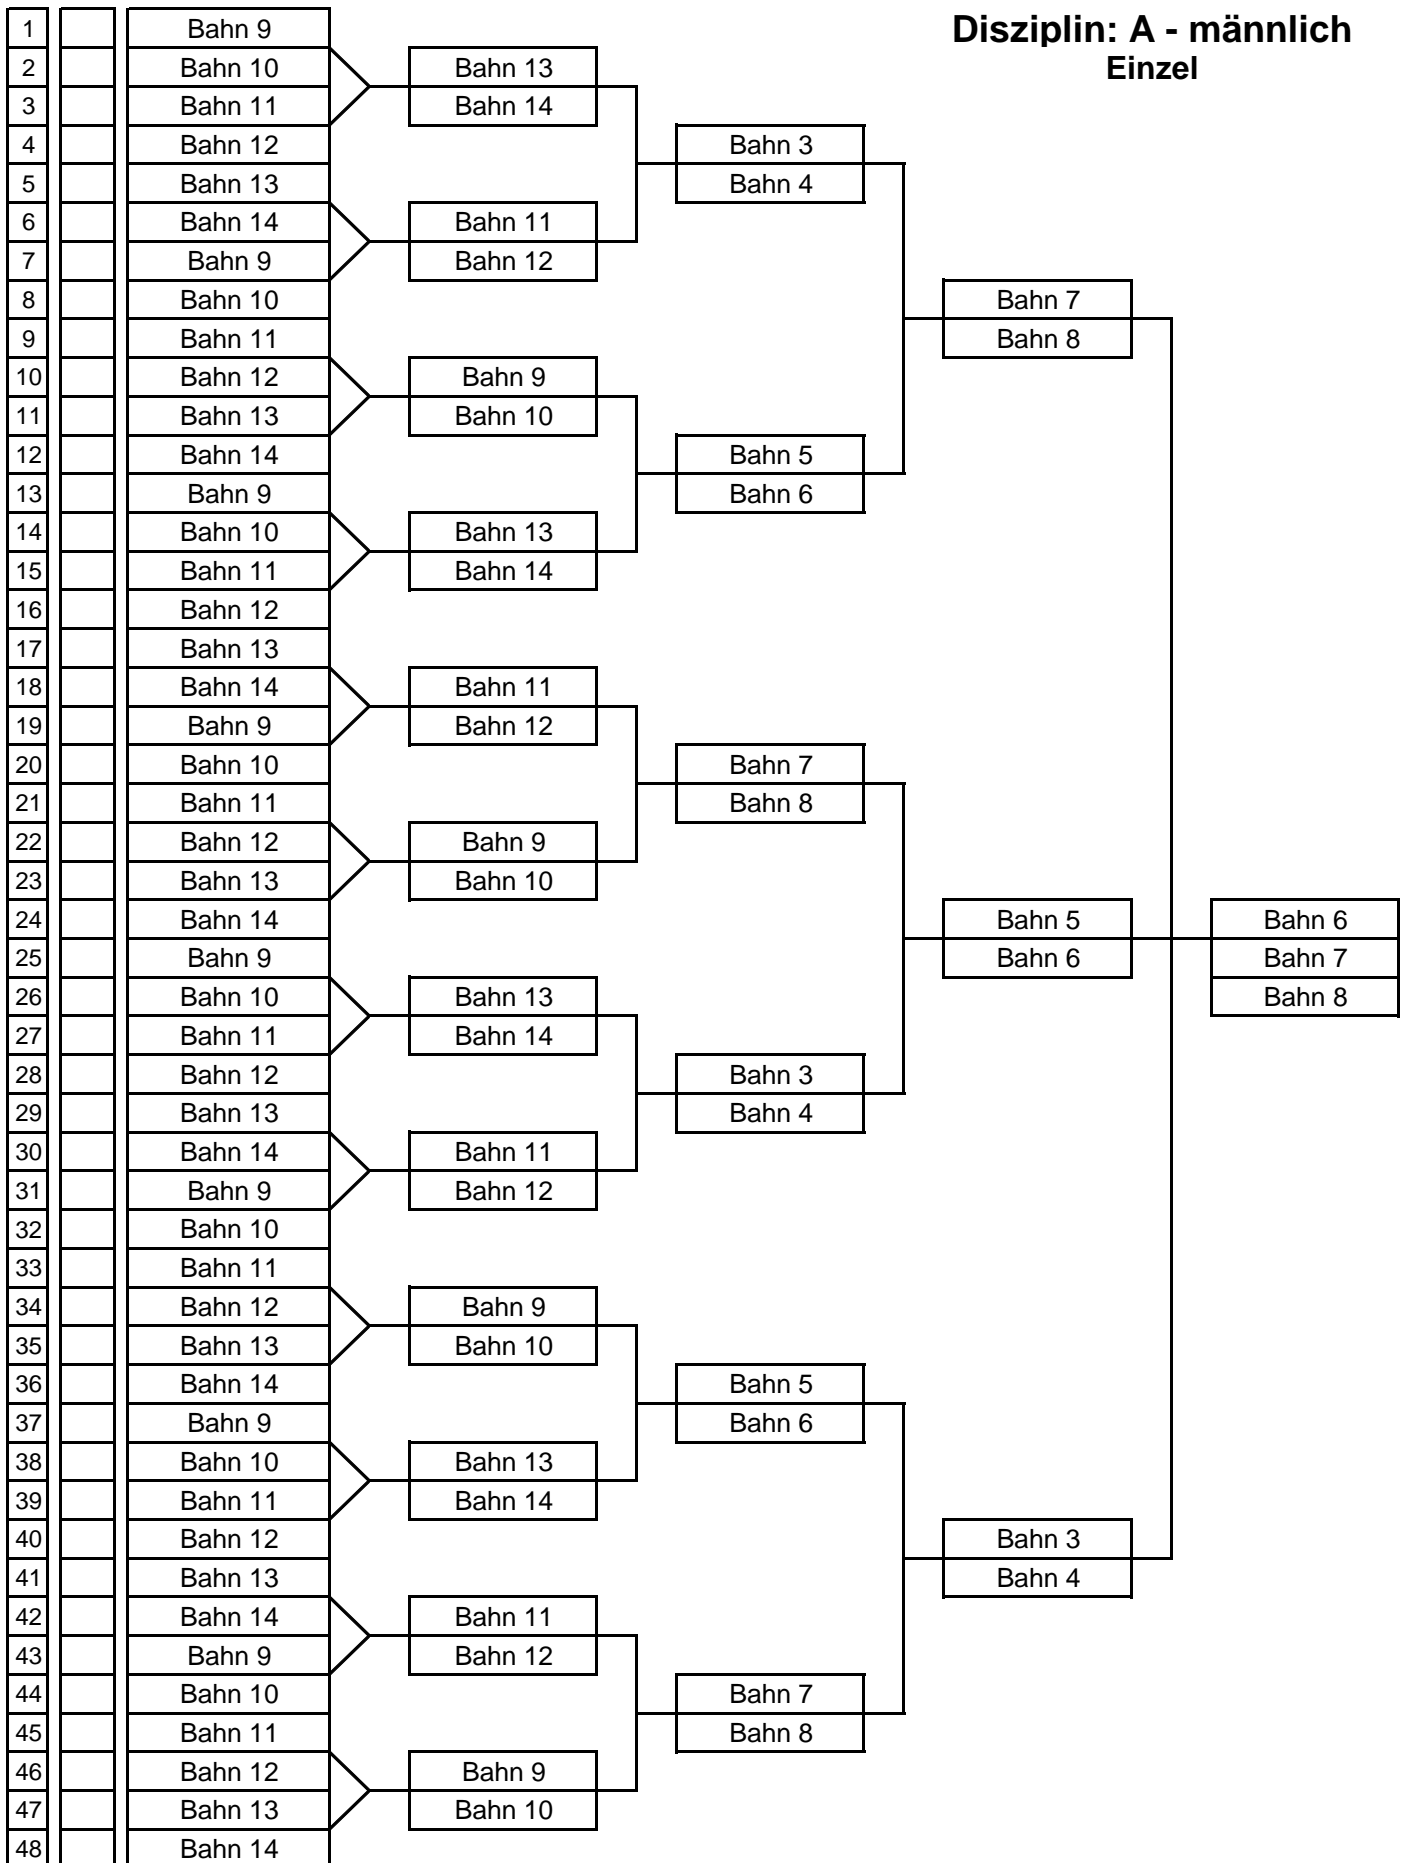 Disziplin: A - männlich
Einzel
1 Bahn 9
2 Bahn 10 Bahn 13
3 Bahn 11 Bahn 14
4 Bahn 12 Bahn 3
5 Bahn 13 Bahn 4
6 Bahn 14 Bahn 11
7 Bahn 9 Bahn 12
8 Bahn 10 Bahn 7
9 Bahn 11 Bahn 8
10 Bahn 12 Bahn 9
11 Bahn 13 Bahn 10
12 Bahn 14 Bahn 5
13 Bahn 9 Bahn 6
14 Bahn 10 Bahn 13
15 Bahn 11 Bahn 14
16 Bahn 12
17 Bahn 13
18 Bahn 14 Bahn 11
19 Bahn 9 Bahn 12
20 Bahn 10 Bahn 7
21 Bahn 11 Bahn 8
22 Bahn 12 Bahn 9
23 Bahn 13 Bahn 10
24 Bahn 14 Bahn 5 Bahn 6
25 Bahn 9 Bahn 6 Bahn 7
26 Bahn 10 Bahn 13 Bahn 8
27 Bahn 11 Bahn 14
28 Bahn 12 Bahn 3
29 Bahn 13 Bahn 4
30 Bahn 14 Bahn 11
31 Bahn 9 Bahn 12
32 Bahn 10
33 Bahn 11
34 Bahn 12 Bahn 9
35 Bahn 13 Bahn 10
36 Bahn 14 Bahn 5
37 Bahn 9 Bahn 6
38 Bahn 10 Bahn 13
39 Bahn 11 Bahn 14
40 Bahn 12 Bahn 3
41 Bahn 13 Bahn 4
42 Bahn 14 Bahn 11
43 Bahn 9 Bahn 12
44 Bahn 10 Bahn 7
45 Bahn 11 Bahn 8
46 Bahn 12 Bahn 9
47 Bahn 13 Bahn 10
48 Bahn 14